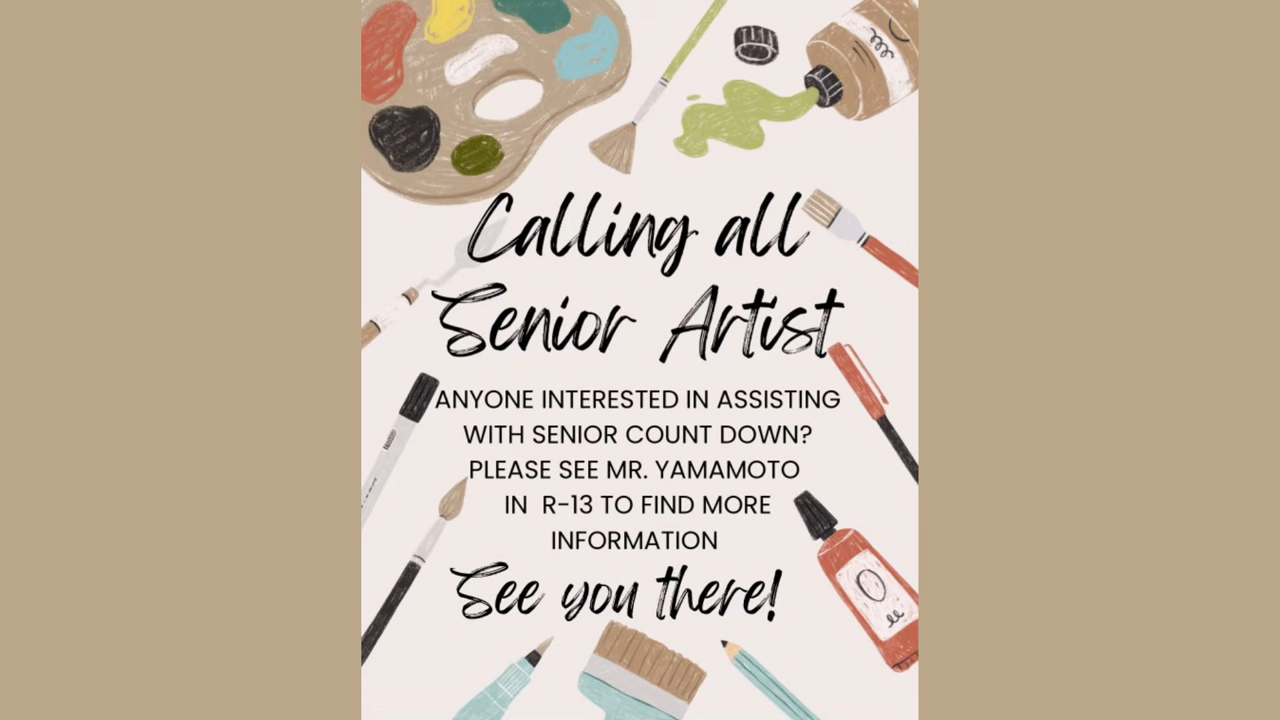 Calling all
Senior Artist
ANYONE INTERESTED IN ASSISTING
WITH SENIOR COUNT DOWN?
PLEASE SEE MR. YAMAMOTO
IN R-13 TO FIND MORE
INFORMATION
See you there!